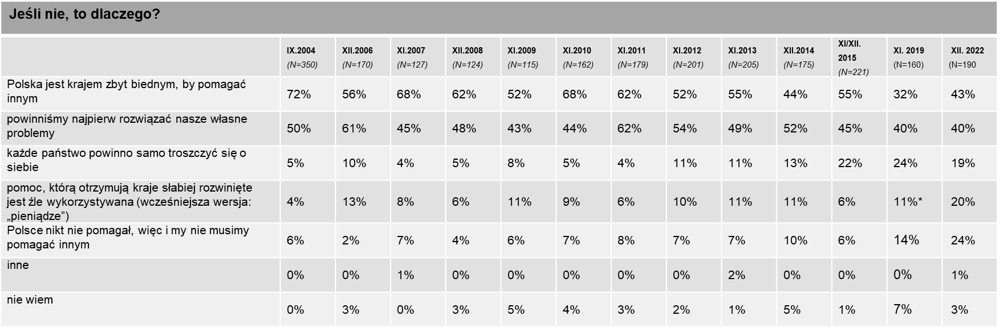 Jeśli nie, to dlaczego?
IX.2004 XII.2006 XI.2007 XII.2008 XI.2009 XI.2010 XI.2011 XI.2012 XI.2013 XII.2014 XI/XII. 2015 XI. 2019 XII. 2022
(N=350) (N=170) (N=127) (N=124) (N=115) (N=162) (N=179) (N=201) (N=205) (N=175) (N=221) (N=160) (N=190
Polska jest krajem zbyt biednym, by pomagać
innym
72% 56% 68% 62% 52% 68% 62% 52% 55% 44% 55% 32% 43%
powinniśmy najpierw rozwiązać nasze własne
problemy
50% 61% 45% 48% 43% 44% 62% 54% 49% 52% 45% 40% 40%
każde państwo powinno samo troszczyć się o
siebie
5% 10% 4% 5% 8% 5% 4% 11% 11% 13% 22% 24% 19%
pomoc, którą otrzymują kraje słabiej rozwinięte
jest źle wykorzystywana (wcześniejsza wersja:
„pieniądze”)
4% 13% 8% 6% 11% 9% 6% 10% 11% 11% 6% 11%* 20%
Polsce nikt nie pomagał, więc i my nie musimy
pomagać innym
6% 2% 7% 4% 6% 7% 8% 7% 7% 10% 6% 14% 24%
inne
0% 0% 1% 0% 0% 0% 0% 0% 2% 0% 0% 0% 1%
nie wiem
0% 3% 0% 3% 5% 4% 3% 2% 1% 5% 1% 7% 3%